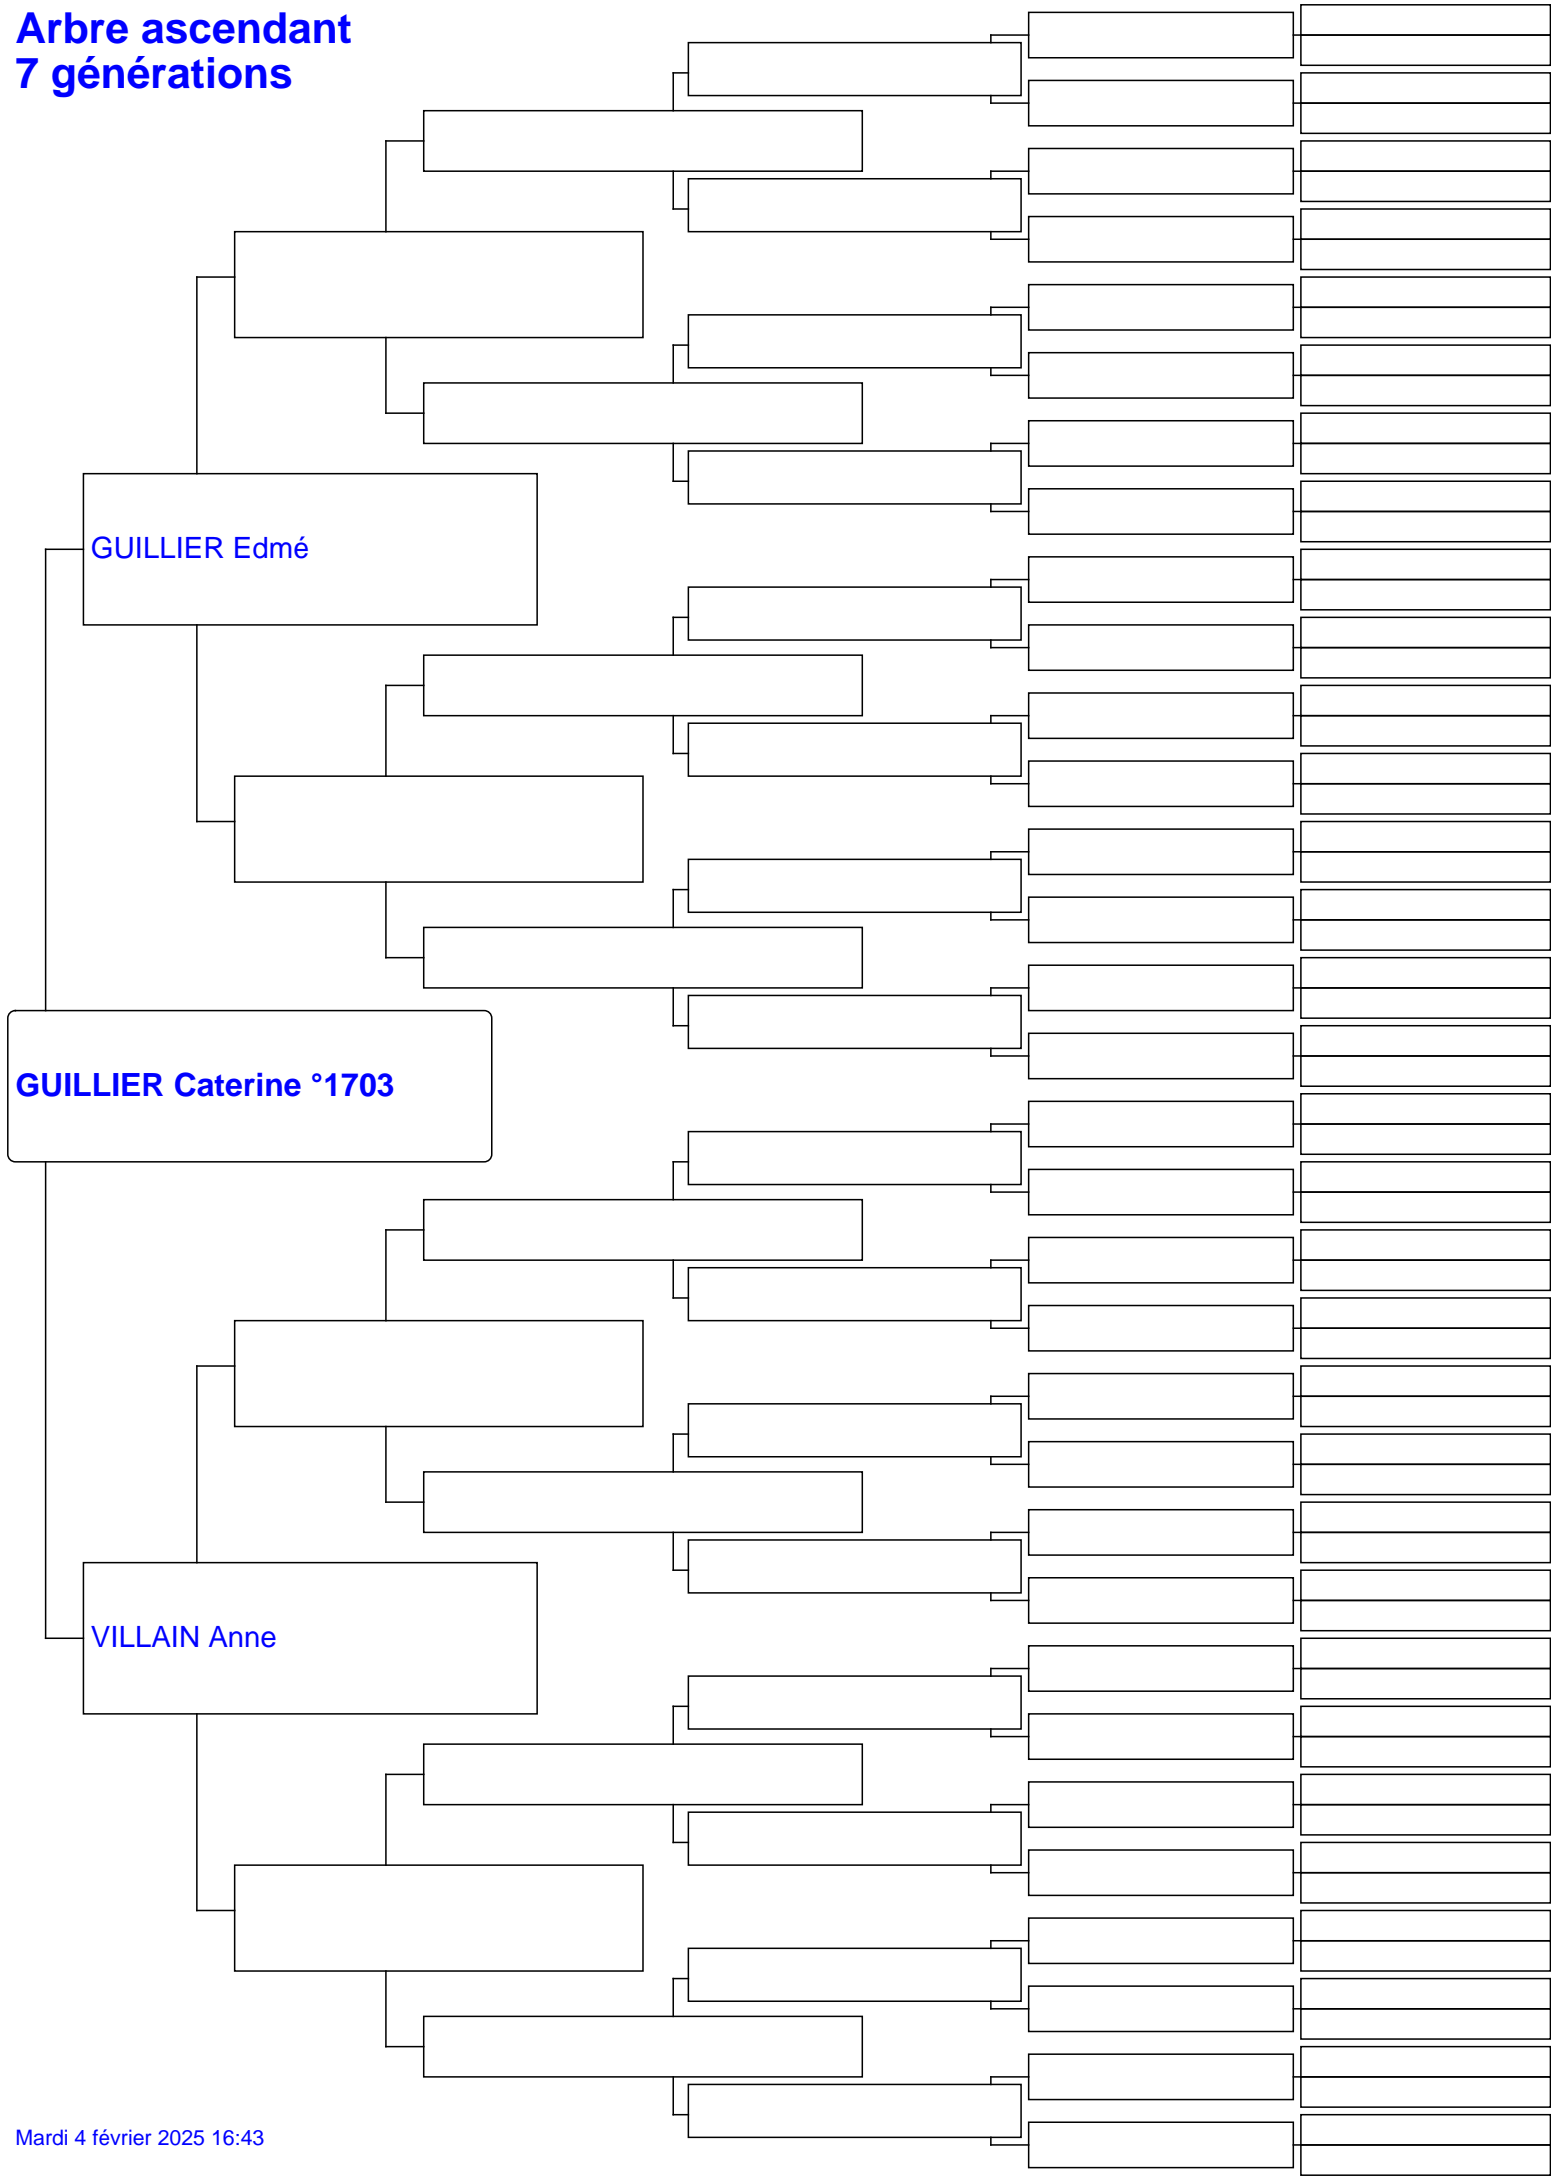 Arbre ascendant
7 générations
GUILLIER Edmé
GUILLIER Caterine °1703
VILLAIN Anne
Mardi 4 février 2025 16:43